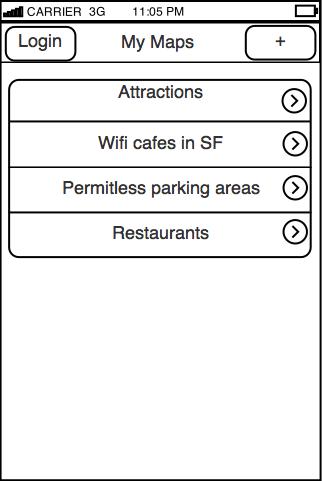 CARRIER 3G 11:05 PM
Login My Maps +
Attractions
Wifi cafes in SF
Permitless parking areas
Restaurants